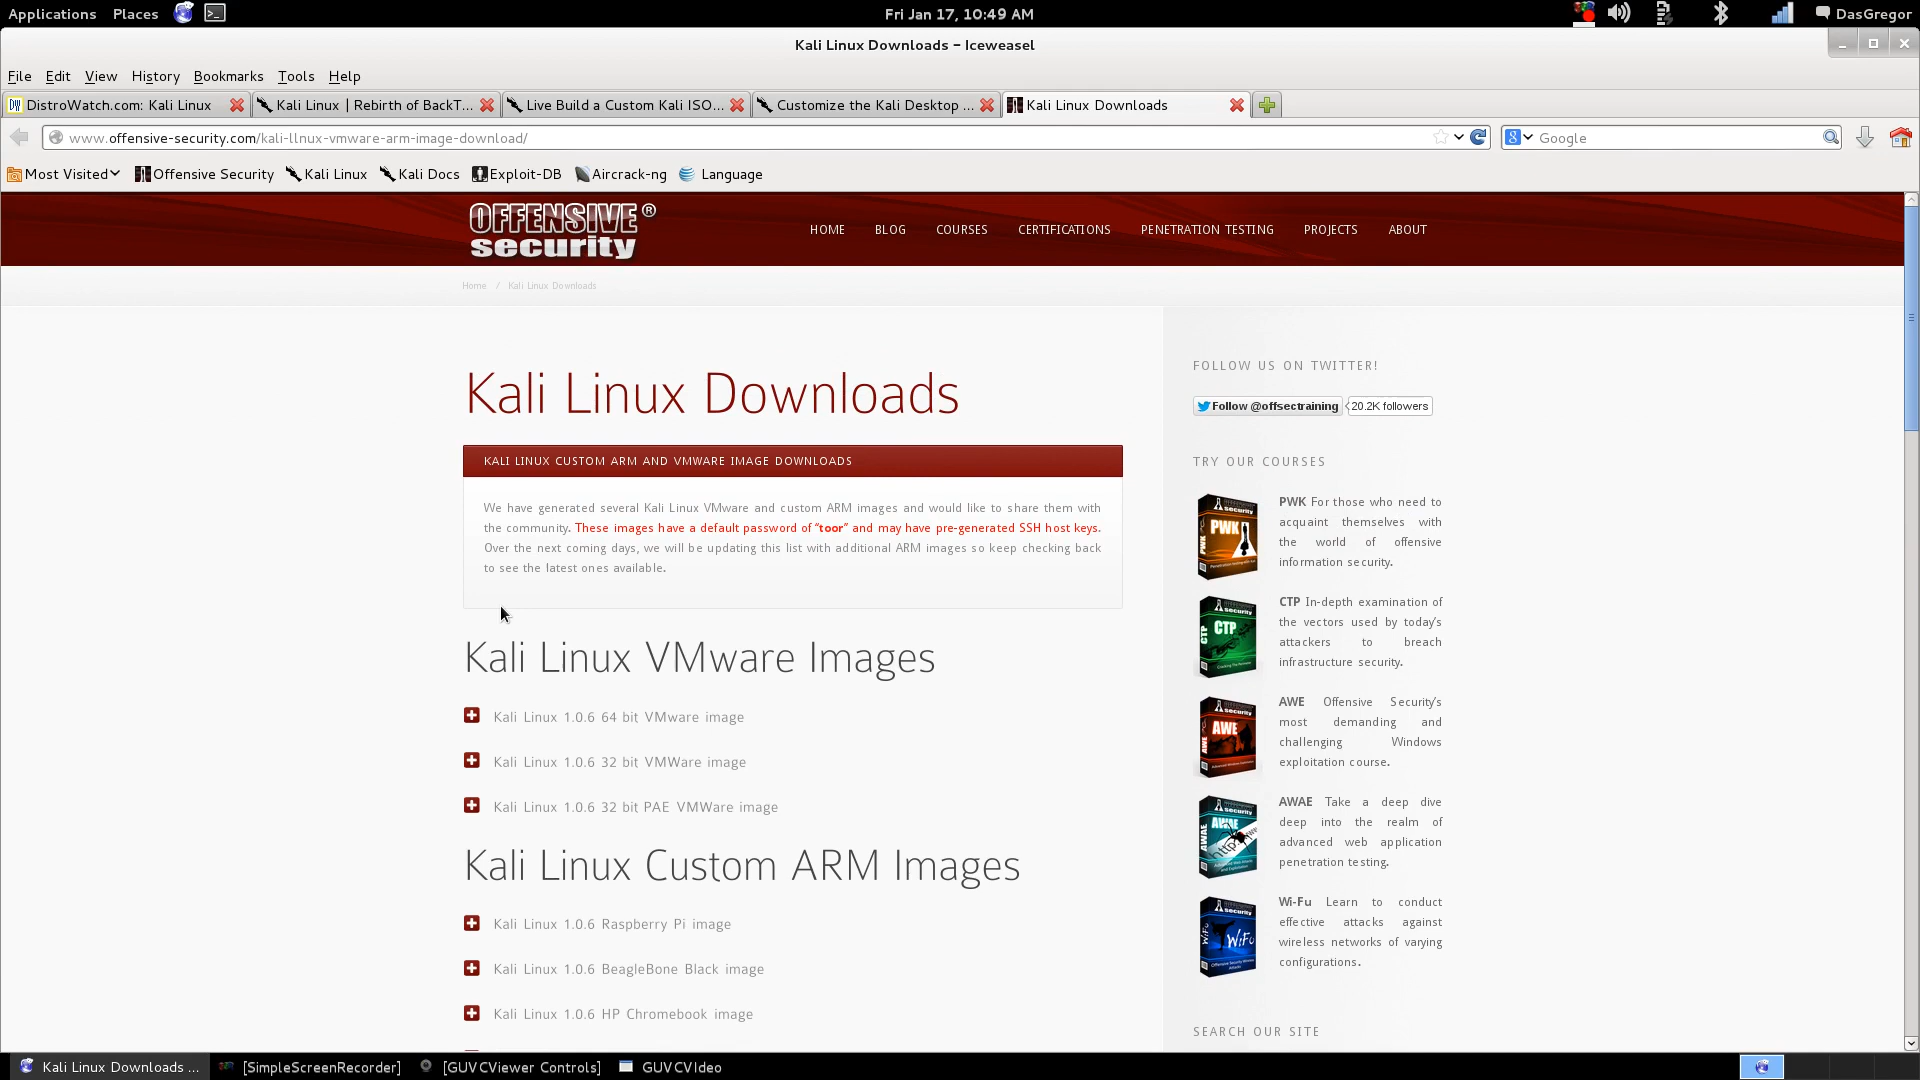 Applications Places Fri Jan 17, 10:49 AM DasGregor
Kali Linux Downloads - Iceweasel
File Edit View History Bookmarks Tools Help
DistroWatch.com: Kali Linux Kali Linux | Rebirth of BackT... Live Build a Custom Kali ISO... Customize the Kali Desktop ... Kali Linux Downloads
www.offensive-security.com/kali-linux-vmware-arm-image-download/ Google
Most Visited Offensive Security Kali Linux Kali Docs Exploit-DB Aircrack-ng Language
OFFENSIVE ®
security
HOME BLOG COURSES CERTIFICATIONS PENETRATION TESTING PROJECTS ABOUT
Home / Kali Linux Downloads
Kali Linux Downloads
KALI LINUX CUSTOM ARM AND VMWARE IMAGE DOWNLOADS
We have generated several Kali Linux VMware and custom ARM images and would like to share them with
the community. These images have a default password of “toor” and may have pre-generated SSH host keys.
Over the next coming days, we will be updating this list with additional ARM images so keep checking back
to see the latest ones available.
Kali Linux VMware Images
Kali Linux 1.0.6 64 bit VMware image
Kali Linux 1.0.6 32 bit VMWare image
Kali Linux 1.0.6 32 bit PAE VMWare image
Kali Linux Custom ARM Images
Kali Linux 1.0.6 Raspberry Pi image
Kali Linux 1.0.6 BeagleBone Black image
Kali Linux 1.0.6 HP Chromebook image
FOLLOW US ON TWITTER!
Follow @offsectraining 20.2K followers
TRY OUR COURSES
PWK For those who need to
acquaint themselves with
the world of offensive
information security.
CTP In-depth examination of
the vectors used by today’s
attackers to breach
infrastructure security.
AWE Offensive Security’s
most demanding and
challenging Windows
exploitation course.
AWAE Take a deep dive
deep into the realm of
advanced web application
penetration testing.
Wi-Fu Learn to conduct
effective attacks against
wireless networks of varying
configurations.
SEARCH OUR SITE
Kali Linux Downloads ... [SimpleScreenRecorder] [GUVCViewer Controls] GUVCVideo